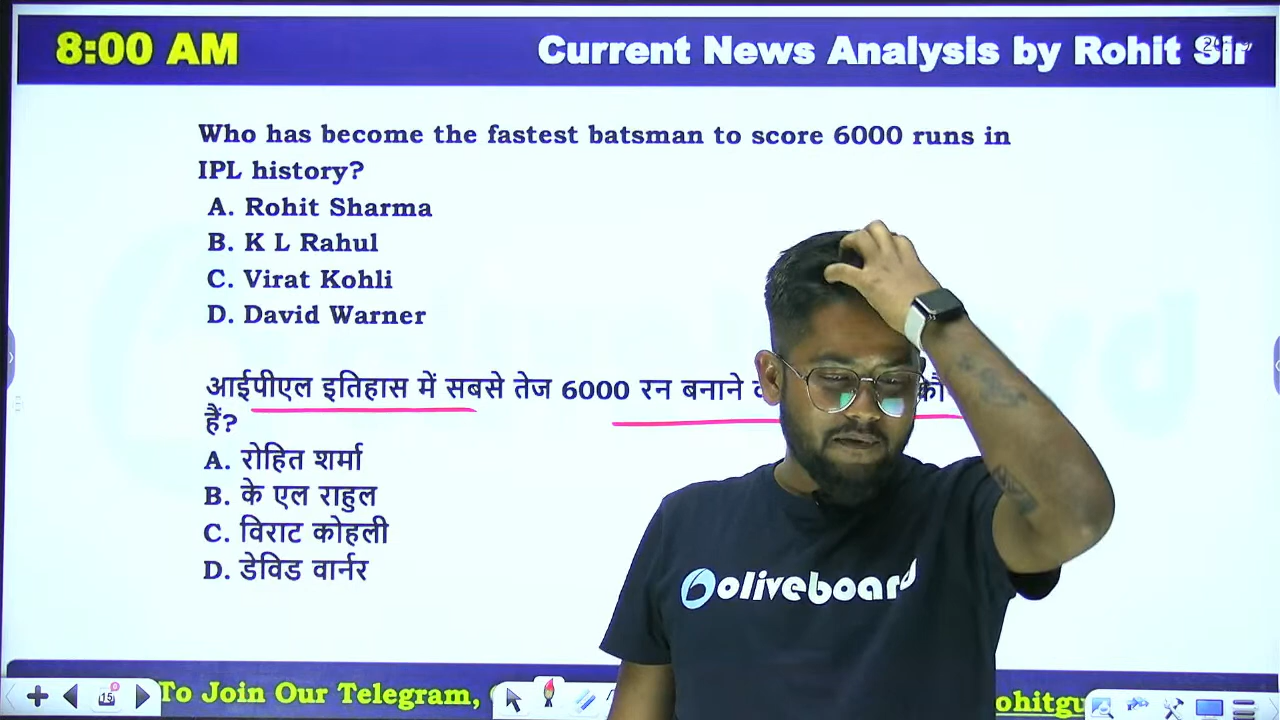 8:00 AM
Current News Analysis by Rohit Sir
Who has become the fastest batsman to score 6000 runs in
IPL history?
A. Rohit Sharma
B. K L Rahul
C. Virat Kohli
D. David Warner
आईपीएल इतिहास में सबसे तेज 6000 रन बनाने
हैं?
A. रोहित शर्मा
B. के एल राहुल
C. विराट कोहली
D. डेविड वार्नर
oliveboard
15
To Join Our Telegram,